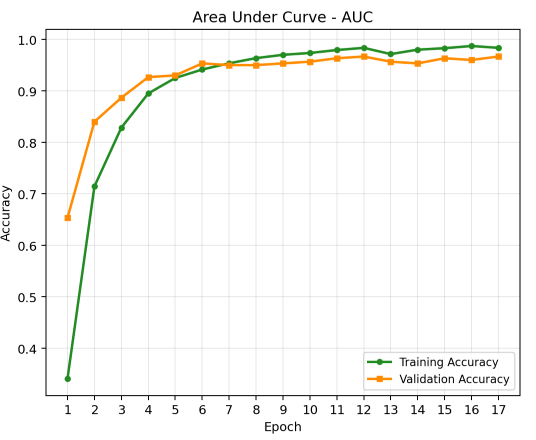 Area Under Curve - AUC
Accuracy
1.0
0.9
0.8
0.7
0.6
0.5
0.4
Training Accuracy
Validation Accuracy
1 2 3 4 5 6 7 8 9 10 11 12 13 14 15 16 17
Epoch